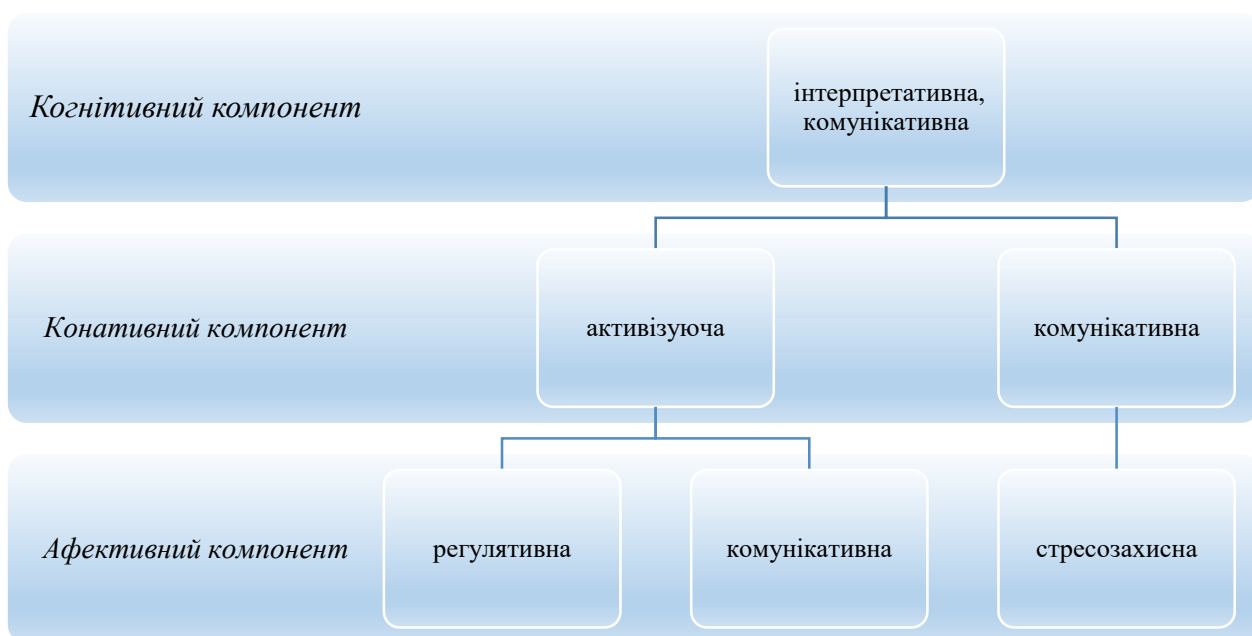 Когнітивний компонент
інтерпретативна,
комунікативна
Конативний компонент
активізуюча
комунікативна
Афективний компонент
регулятивна
комунікативна
стресозахисна